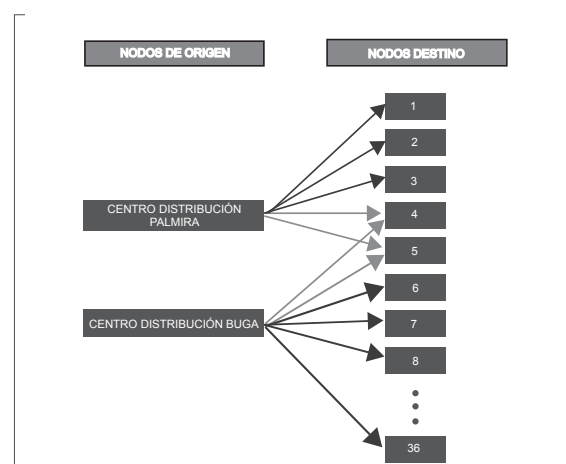 NODOS DE ORIGEN
NODOS DESTINO
1
2
3
CENTRO DISTRIBUCIÓN
PALMIRA
4
5
6
CENTRO DISTRIBUCIÓN BUGA
7
8
36